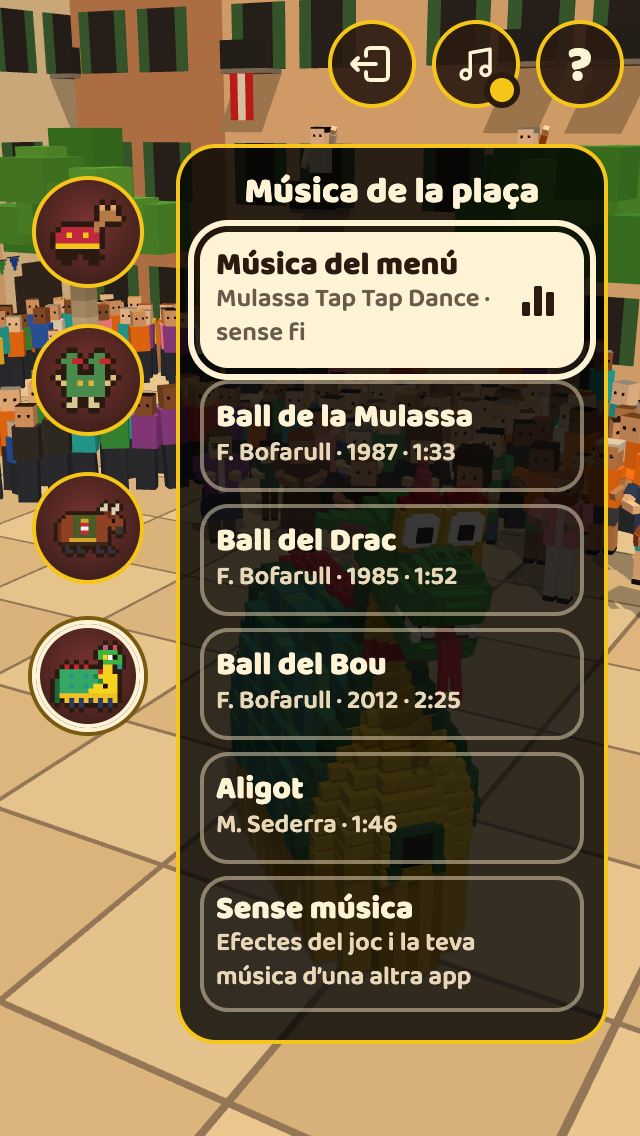 ?
Música de la plaça
Música del menú
Mulassa Tap Tap Dance ·
sense fi
Ball de la Mulassa
F. Bofarull · 1987 · 1:33
Ball del Drac
F. Bofarull · 1985 · 1:52
Ball del Bou
F. Bofarull · 2012 · 2:25
Aligot
M. Sederra · 1:46
Sense música
Efectes del joc i la teva
música d’una altra app